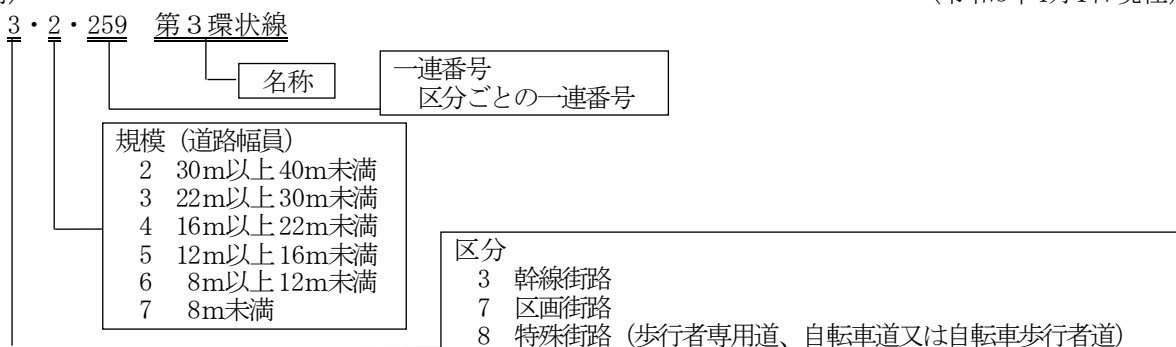 3・2・259 第３環状線
名称
一連番号
区分ごとの一連番号
規模（道路幅員）
2 30m以上40m未満
3 22m以上30m未満
4 16m以上22m未満
5 12m以上16m未満
6 8m以上12m未満
7 8m未満
区分
3 幹線街路
7 区画街路
8 特殊街路（歩行者専用道、自転車道又は自転車歩行者道）